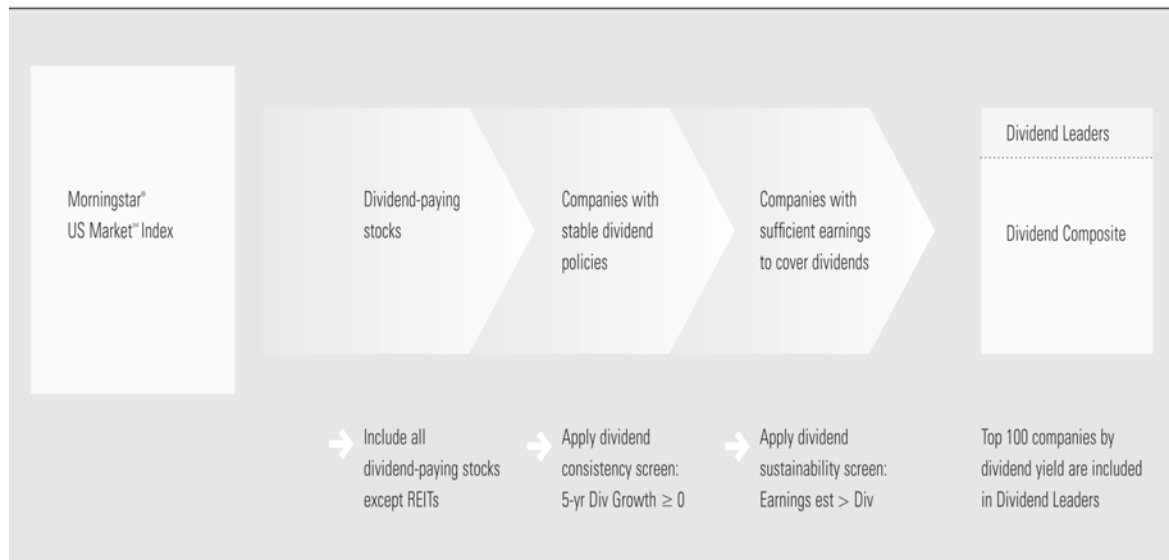 Morningstar®
US Market℠ Index
Dividend-paying
stocks
Companies with
stable dividend
policies
Companies with
sufficient earnings
to cover dividends
Dividend Leaders
Dividend Composite
Include all
dividend-paying stocks
except REITs
Apply dividend
consistency screen:
5-yr Div Growth ≥ 0
Apply dividend
sustainability screen:
Earnings est > Div
Top 100 companies by
dividend yield are included
in Dividend Leaders